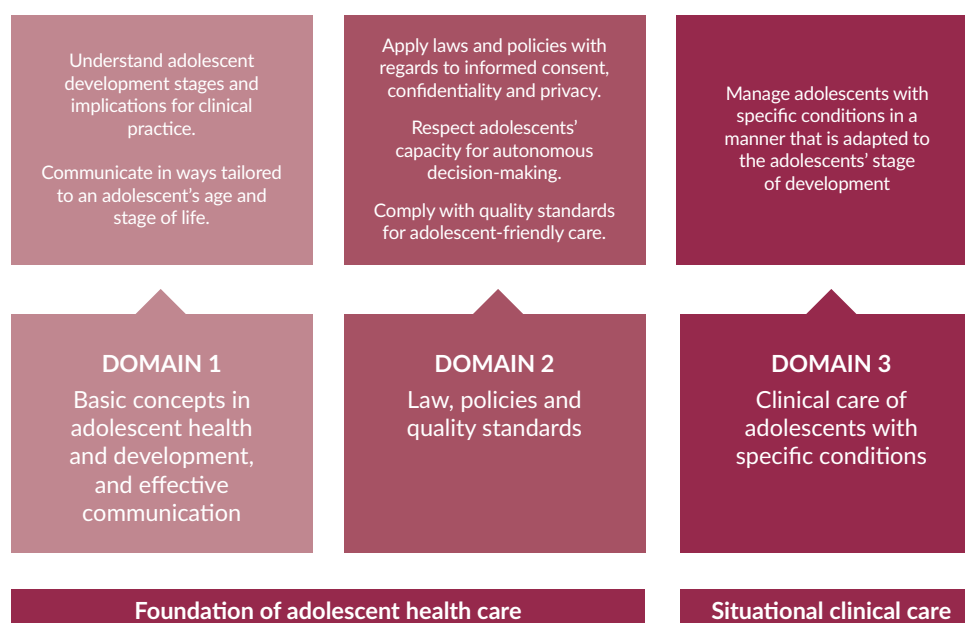 Understand adolescent
development stages and
implications for clinical
practice.
Communicate in ways tailored
to an adolescent's age and
stage of life.
Apply laws and policies with
regards to informed consent,
confidentiality and privacy.
Respect adolescents'
capacity for autonomous
decision-making.
Comply with quality standards
for adolescent-friendly care.
Manage adolescents with
specific conditions in a
manner that is adapted to
the adolescents' stage
of development
DOMAIN 1
Basic concepts in
adolescent health
and development,
and effective
communication
DOMAIN 2
Law, policies and
quality standards
DOMAIN 3
Clinical care of
adolescents with
specific conditions
Foundation of adolescent health care
Situational clinical care